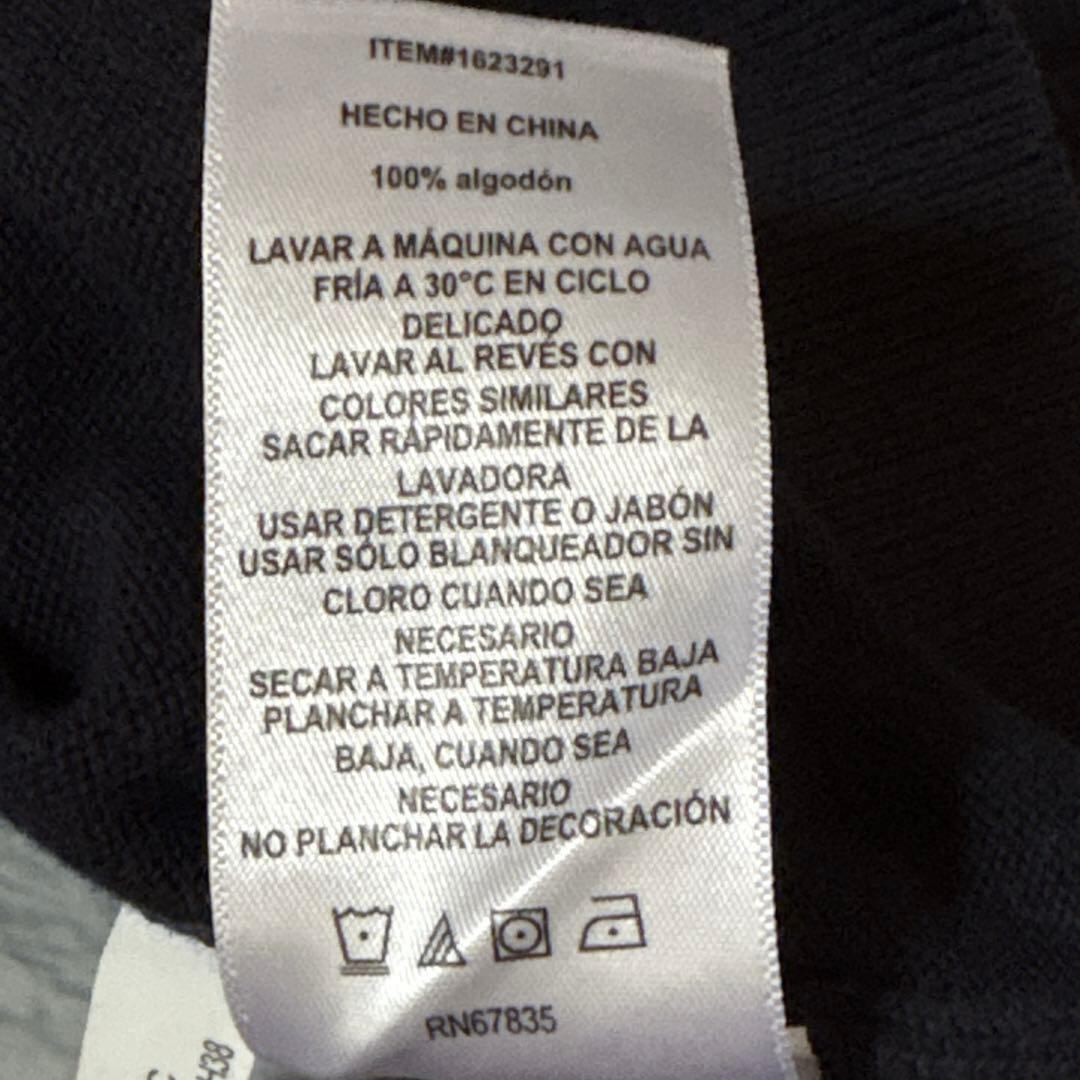 ITEM#1623291
HECHO EN CHINA
100% algodón
LAVAR A MÁQUINA CON AGUA
FRÍA A 30°C EN CICLO
DELICADO
LAVAR AL REVÉS CON
COLORES SIMILARES
SACAR RÁPIDAMENTE DE LA
LAVADORA
USAR DETERGENTE O JABÓN
USAR SÓLO BLANQUEADOR SIN
CLORO CUANDO SEA
NECESARIO
SECAR A TEMPERATURA BAJA
PLANCHAR A TEMPERATURA
BAJA, CUANDO SEA
NECESARIO
NO PLANCHAR LA DECORACIÓN
RN67835